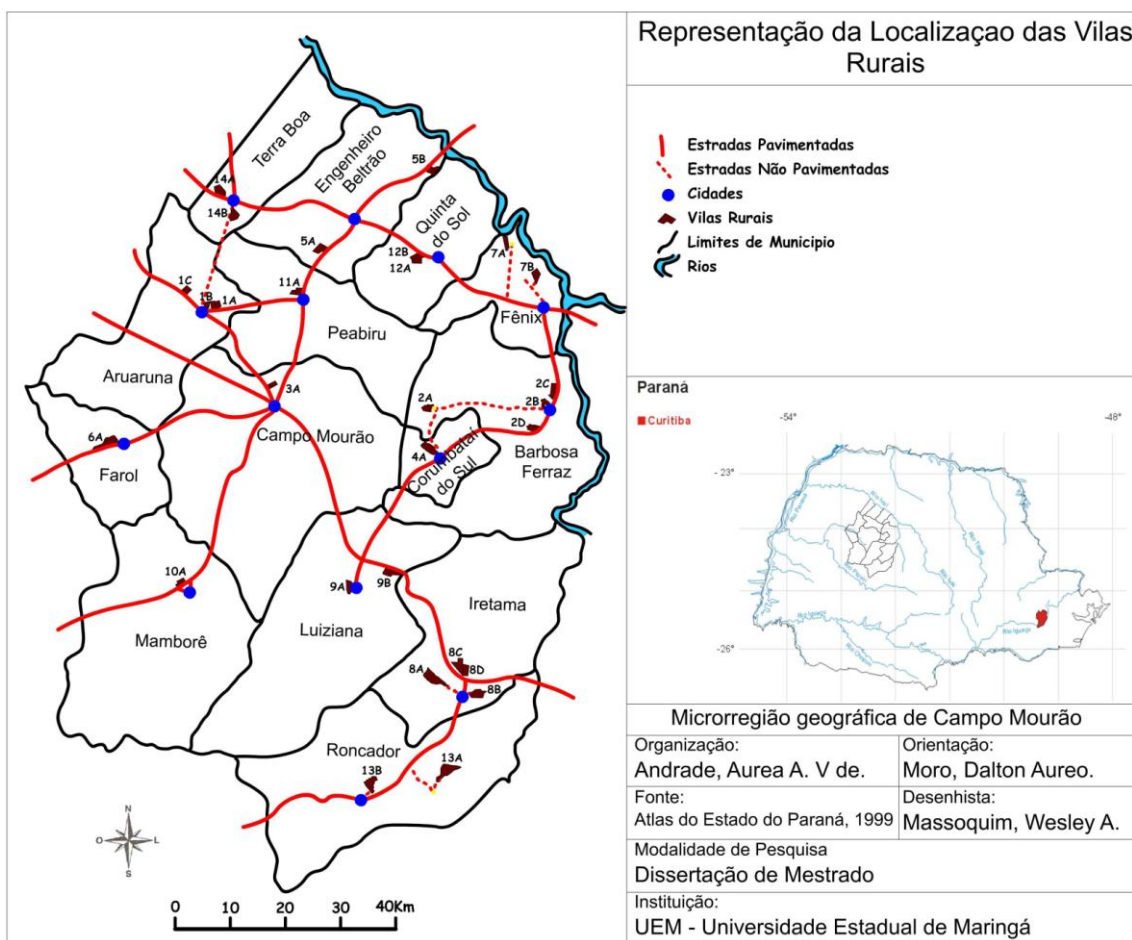 Representação da Localizaçao das Vilas
Rurais
Estradas Pavimentadas
Estradas Não Pavimentadas
Cidades
Vilas Rurais
Limites de Municipio
Rios
Terra Boa
Engenheiro
Beltrão
5B
14A
14B
Quinta
do Sol
5A
12B
12A
7A
7B
1C
1B
1A
11A
Peabiru
Fênix
Aruaruna
3A
2A
2C
2B
2D
Campo Mourão
6A
Farol
4A
Corumbataí
do Sul
Barbosa
Ferraz
10A
9A
9B
Iretama
Mamborê
Luiziana
8A
8C
8D
8B
Roncador
13A
13B
N
O
L
S
0 10 20 30 40Km
Paraná
Curitiba
-54°
-48°
- 23°
-26°
Rio Iguaçu
Microrregião geográfica de Campo Mourão
Organização:
Andrade, Aurea A. V de.
Orientação:
Moro, Dalton Aureo.
Fonte:
Atlas do Estado do Paraná, 1999
Desenhista:
Massoquim, Wesley A.
Modalidade de Pesquisa
Dissertação de Mestrado
Instituição:
UEM - Universidade Estadual de Maringá